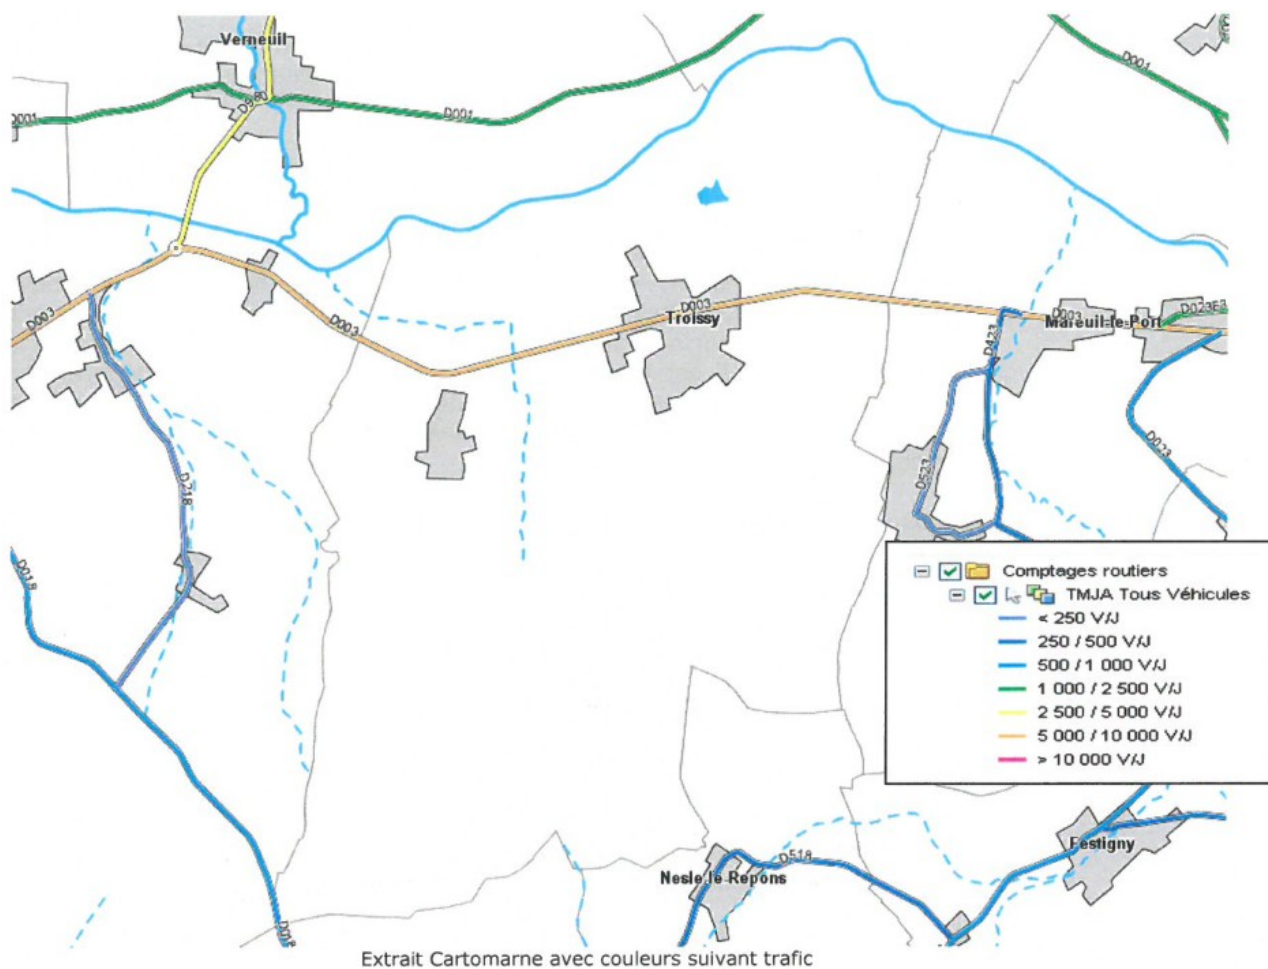 Verneuil
D001
D001
D001
D980
D003
D003
D003
Troissy
D003
Mareuil-le-Port
D023E3
D423
D523
D023
D218
D018
D018
D518
Nesle le Repons
Festigny
Comptages routiers
TMJA Tous Véhicules
< 250 V/J
250 / 500 V/J
500 / 1 000 V/J
1 000 / 2 500 V/J
2 500 / 5 000 V/J
5 000 / 10 000 V/J
> 10 000 V/J
Extrait Cartomarne avec couleurs suivant trafic